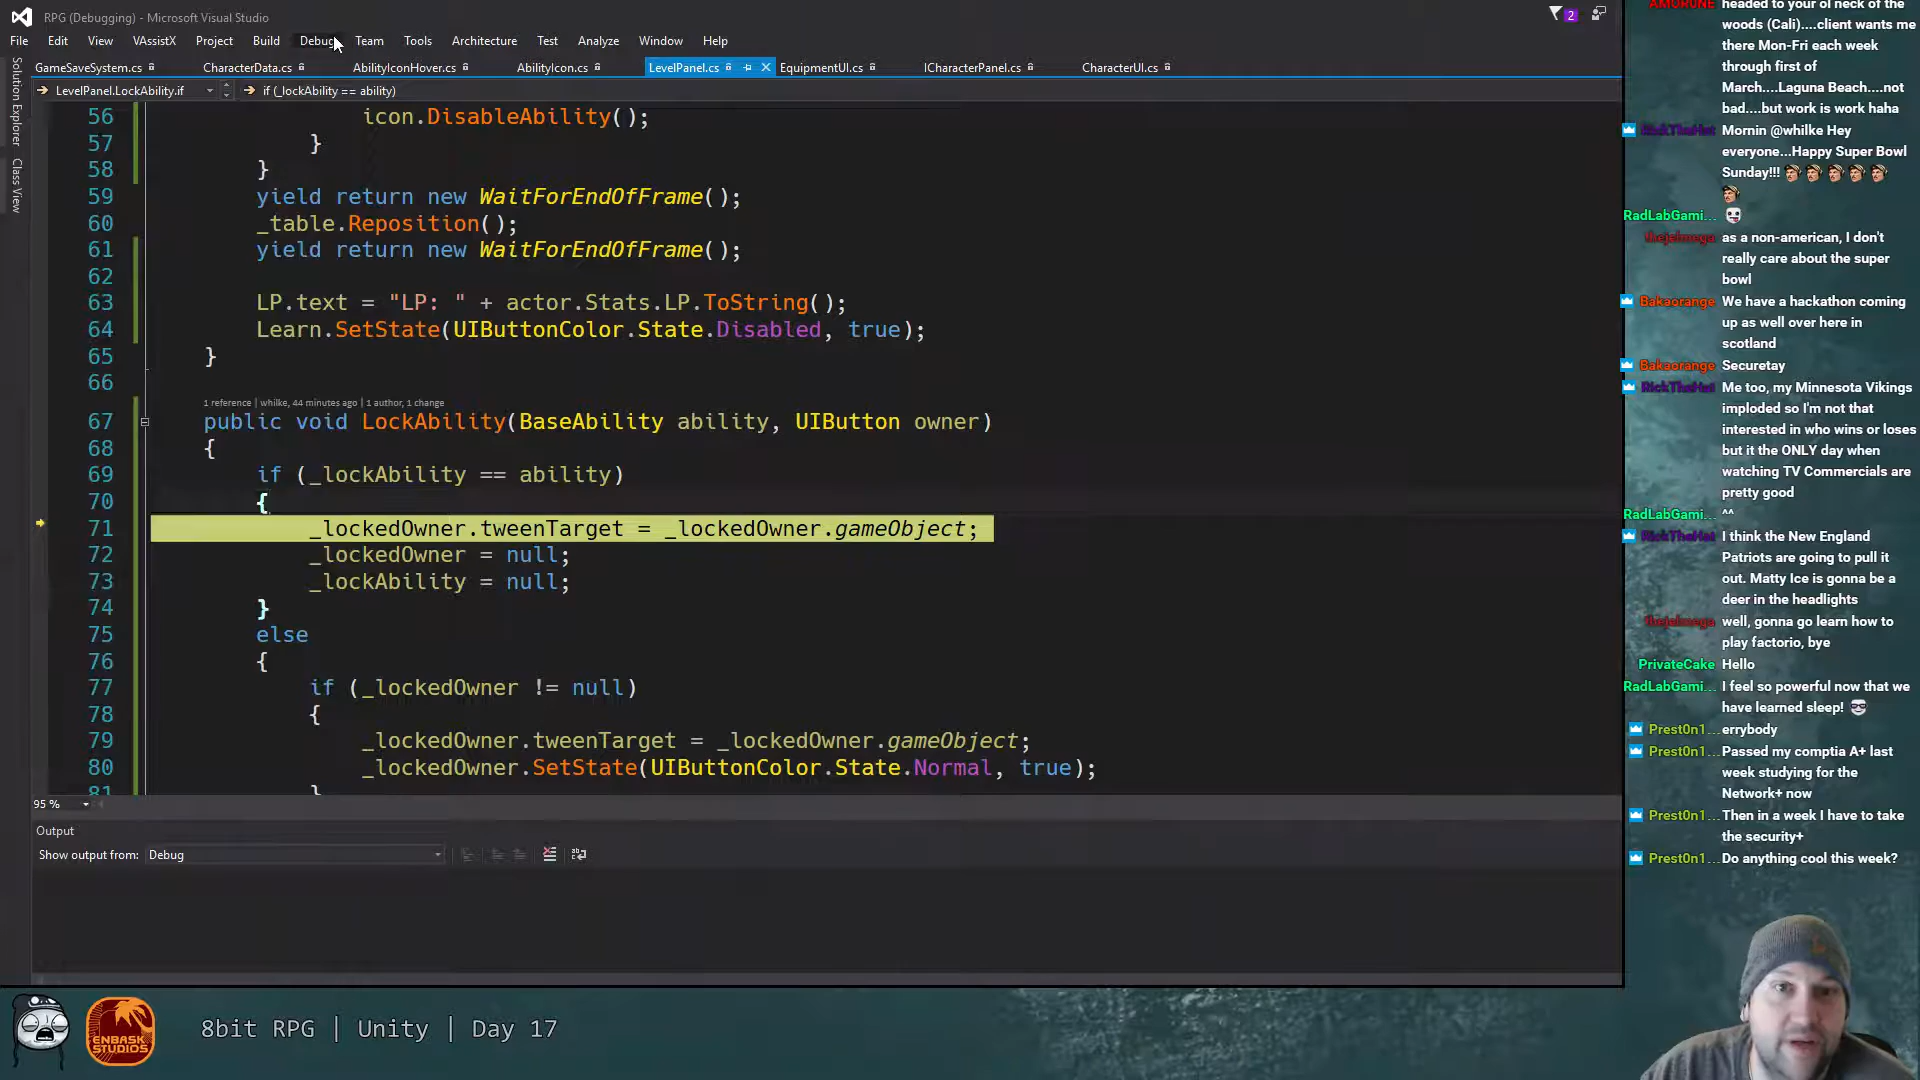 RPG (Debugging) - Microsoft Visual Studio
2
File Edit View VAssistX Project Build Debug Team Tools Architecture Test Analyze Window Help
GameSaveSystem.cs CharacterData.cs AbilityIconHover.cs AbilityIcon.cs LevelPanel.cs EquipmentUI.cs ICharacterPanel.cs CharacterUI.cs
LevelPanel.LockAbility.if if (_lockAbility == ability)
Solution Explorer
Class View
56 icon.DisableAbility();
57 }
58 }
59 yield return new WaitForEndOfFrame();
60 _table.Reposition();
61 yield return new WaitForEndOfFrame();
62
63 LP.text = "LP: " + actor.Stats.LP.ToString();
64 Learn.SetState(UIButtonColor.State.Disabled, true);
65 }
66
1 reference | whilke, 44 minutes ago | 1 author, 1 change
67 public void LockAbility(BaseAbility ability, UIButton owner)
68 {
69 if (_lockAbility == ability)
70 {
71 _lockedOwner.tweenTarget = _lockedOwner.gameObject;
72 _lockedOwner = null;
73 _lockAbility = null;
74 }
75 else
76 {
77 if (_lockedOwner != null)
78 {
79 _lockedOwner.tweenTarget = _lockedOwner.gameObject;
80 _lockedOwner.SetState(UIButtonColor.State.Normal, true);
81 }
95 %
Output
Show output from: Debug
headed to your ol neck of the
woods (Cali)....client wants me
there Mon-Fri each week
through first of
March....Laguna Beach....not
bad....but work is work haha
RickTheHat Mornin @whilke Hey
everyone...Happy Super Bowl
Sunday!!!
RadLabGami...
thejelmega as a non-american, I don't
really care about the super
bowl
Bakaorange We have a hackathon coming
up as well over here in
scotland
Bakaorange Securetay
RickTheHat Me too, my Minnesota Vikings
imploded so I'm not that
interested in who wins or loses
but it the ONLY day when
watching TV Commercials are
pretty good
RadLabGami... ^^
RickTheHat I think the New England
Patriots are going to pull it
out. Matty Ice is gonna be a
deer in the headlights
thejelmega well, gonna go learn how to
play factorio, bye
PrivateCake Hello
RadLabGami... I feel so powerful now that we
have learned sleep!
Prest0n1... errybody
Prest0n1... Passed my comptia A+ last
week studying for the
Network+ now
Prest0n1... Then in a week I have to take
the security+
Prest0n1... Do anything cool this week?
ENBASK
STUDIOS
8bit RPG | Unity | Day 17